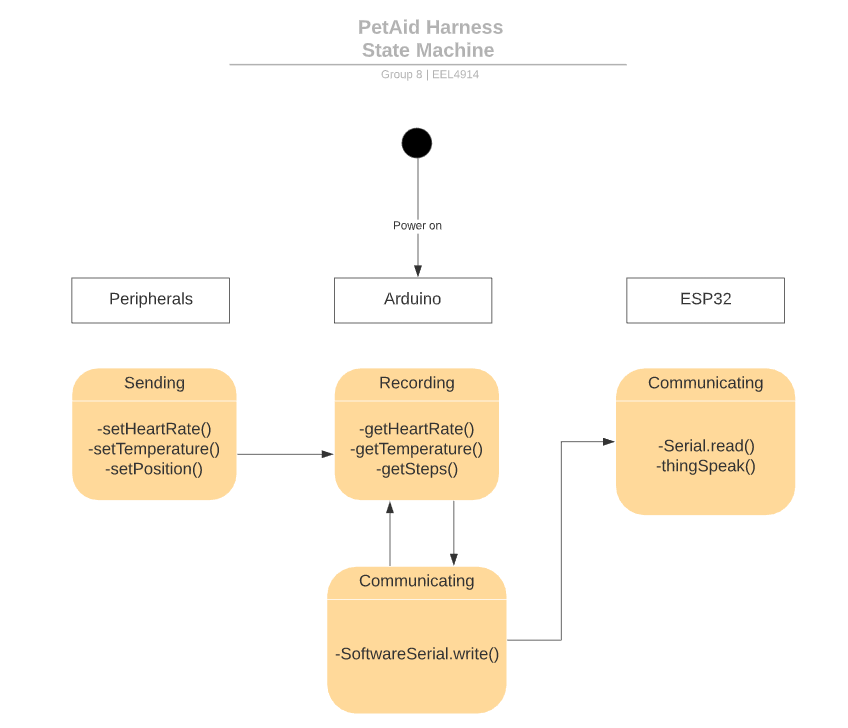 PetAid Harness
State Machine
Group 8 | EEL4914
Power on
Peripherals
Arduino
ESP32
Sending
-setHeartRate()
-setTemperature()
-setPosition()
Recording
-getHeartRate()
-getTemperature()
-getSteps()
Communicating
-Serial.read()
-thingSpeak()
Communicating
-SoftwareSerial.write()